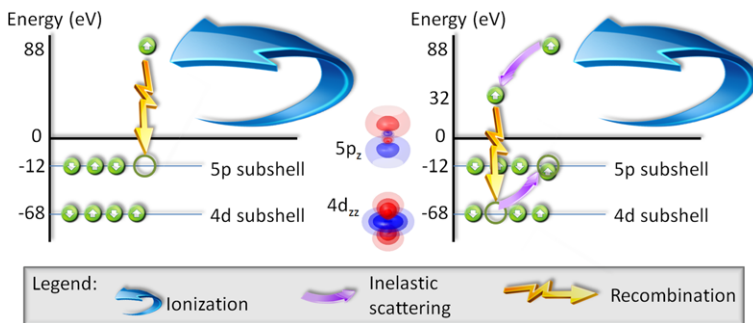 Energy (eV)
88
0
-12
5p subshell
-68
4d subshell
5pz
4dzz
Energy (eV)
88
32
0
-12
5p subshell
-68
4d subshell
Legend:
Ionization
Inelastic
scattering
Recombination